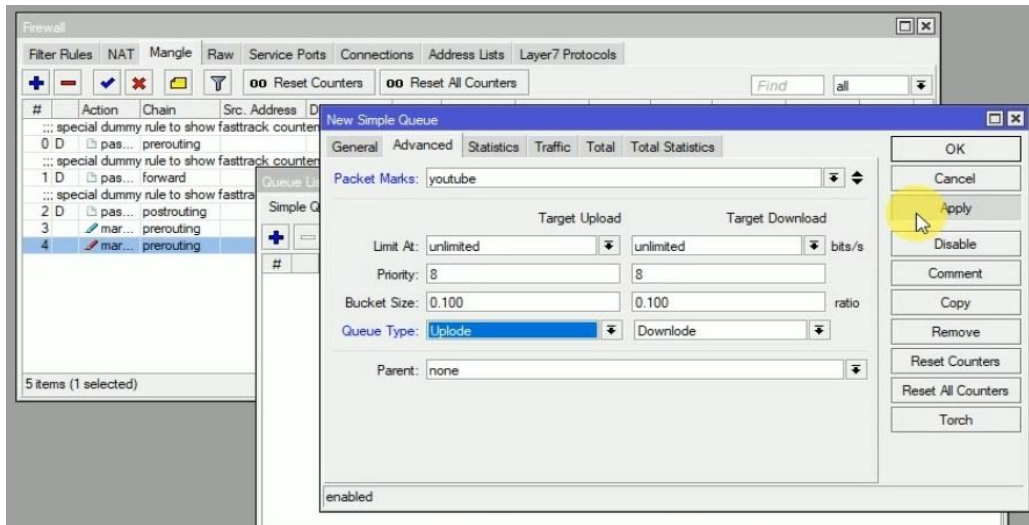 Firewall
Filter Rules NAT Mangle Raw Service Ports Connections Address Lists Layer7 Protocols
00 Reset Counters 00 Reset All Counters Find all
# Action Chain Src. Address
;;; special dummy rule to show fasttrack
0 D pas... prerouting
;;; special dummy rule to show fasttrack
1 D pas... forward
;;; special dummy rule to show
2 D pas... postrouting
3 mar... prerouting
4 mar... prerouting
5 items (1 selected)
Queue
Simple
#
New Simple Queue
General Advanced Statistics Traffic Total Total Statistics
Packet Marks: youtube
Target Upload Target Download
Limit At: unlimited unlimited bits/s
Priority: 8 8
Bucket Size: 0.100 0.100 ratio
Queue Type: Uplode Downlode
Parent: none
enabled
OK
Cancel
Apply
Disable
Comment
Copy
Remove
Reset Counters
Reset All Counters
Torch